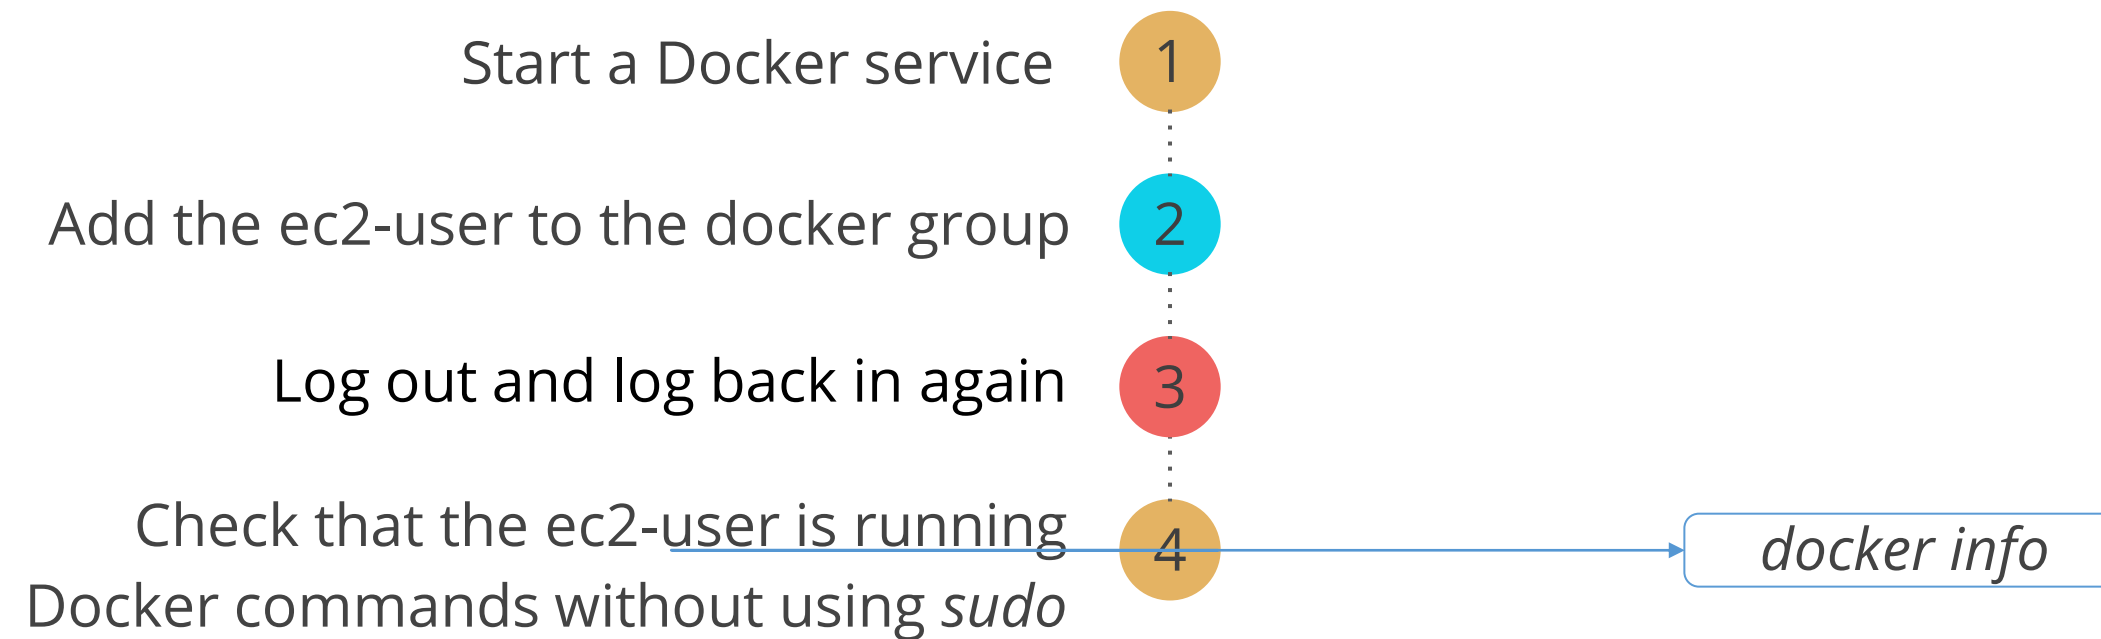 Start a Docker service
1
Add the ec2-user to the docker group
2
Log out and log back in again
3
Check that the ec2-user is running
Docker commands without using sudo
4
docker info